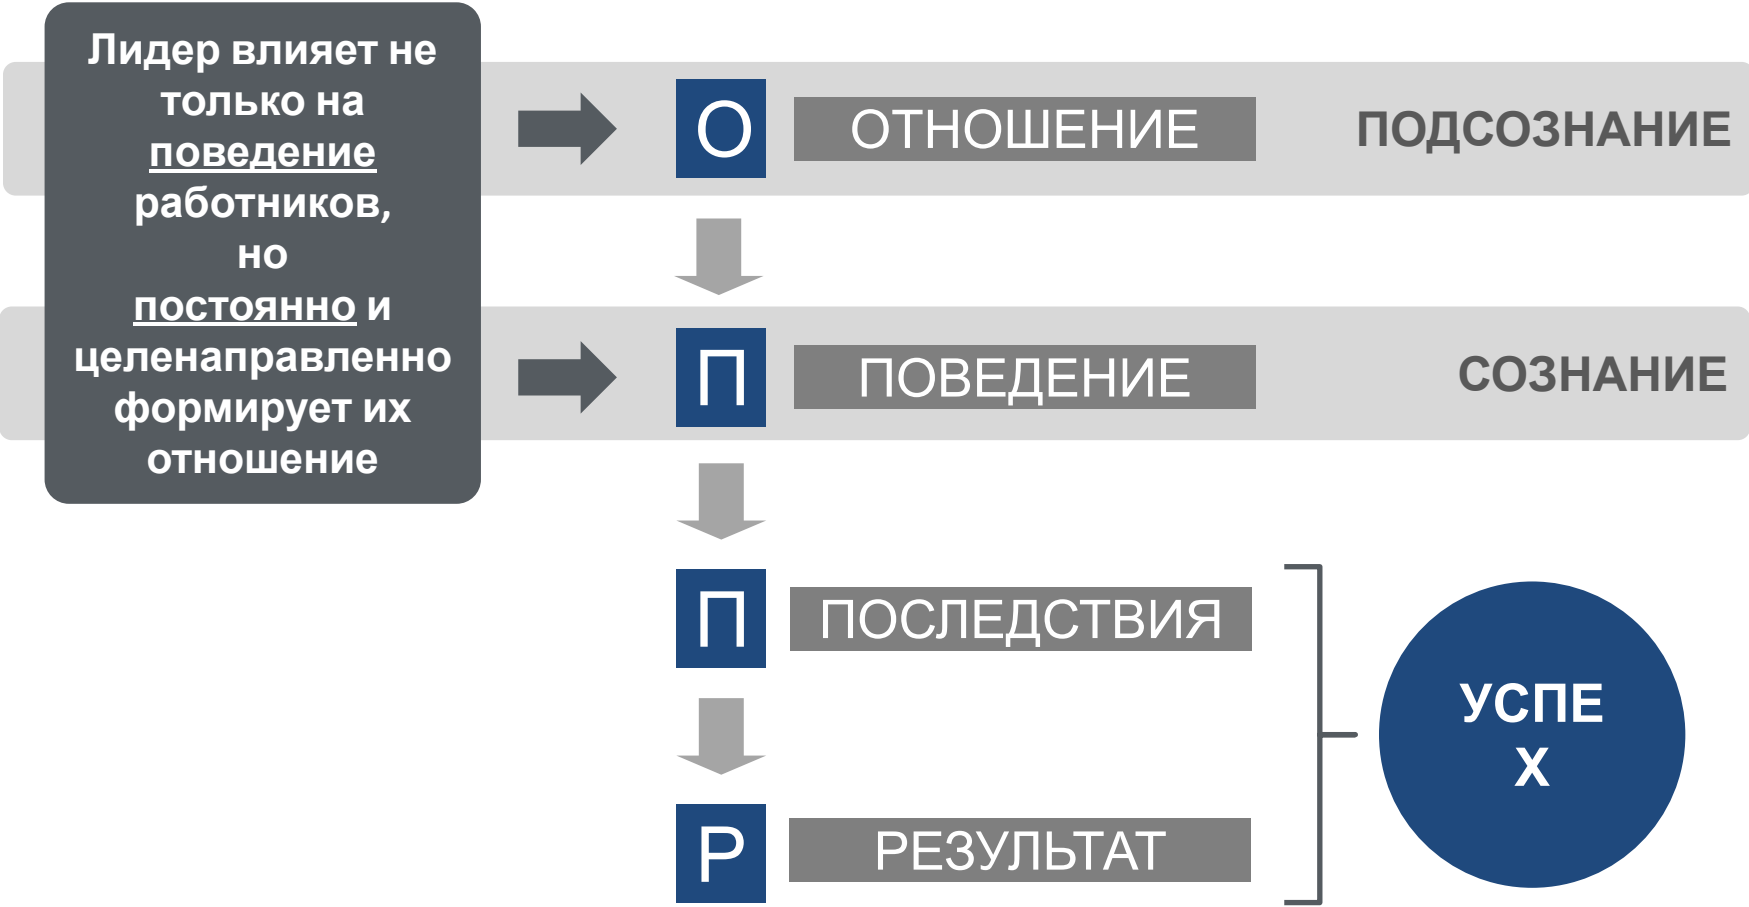 Лидер влияет не
только на
поведение
работников,
но
постоянно и
целенаправленно
формирует их
отношение
О ОТНОШЕНИЕ ПОДСОЗНАНИЕ
П ПОВЕДЕНИЕ СОЗНАНИЕ
П ПОСЛЕДСТВИЯ
Р РЕЗУЛЬТАТ
УСПЕ
Х